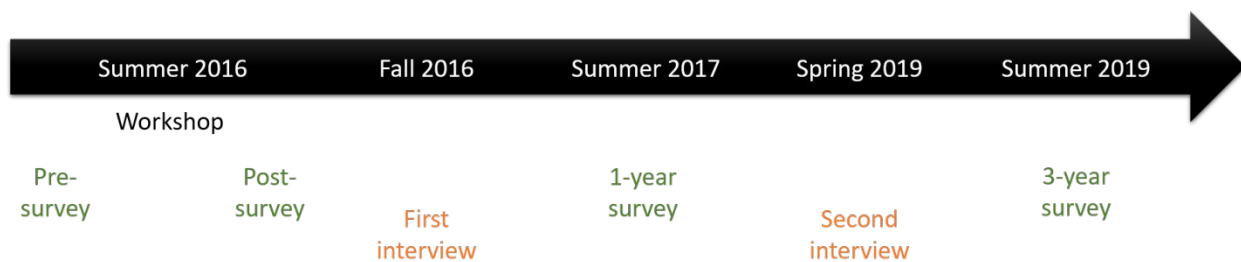 Summer 2016 Fall 2016 Summer 2017 Spring 2019 Summer 2019
Workshop
Pre-
survey
Post-
survey
First
interview
1-year
survey
Second
interview
3-year
survey